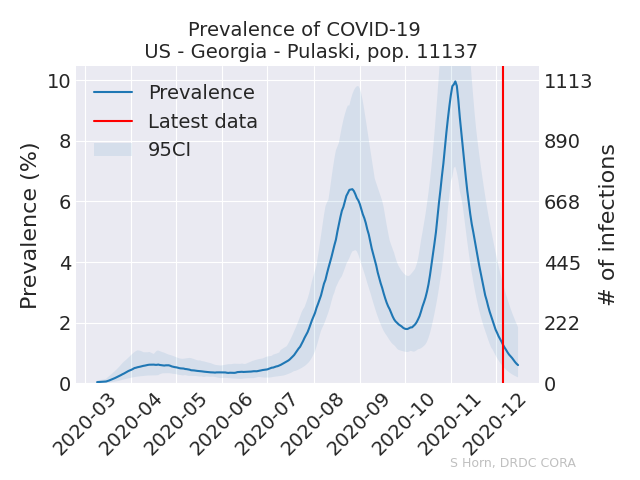 Prevalence of COVID-19
US - Georgia - Pulaski, pop. 11137
Prevalence
Latest data
95CI
Prevalence (%)
10
8
6
4
2
0
1113
890
668
445
222
0
# of infections
2020-03
2020-04
2020-05
2020-06
2020-07
2020-08
2020-09
2020-10
2020-11
2020-12
S Horn, DRDC CORA